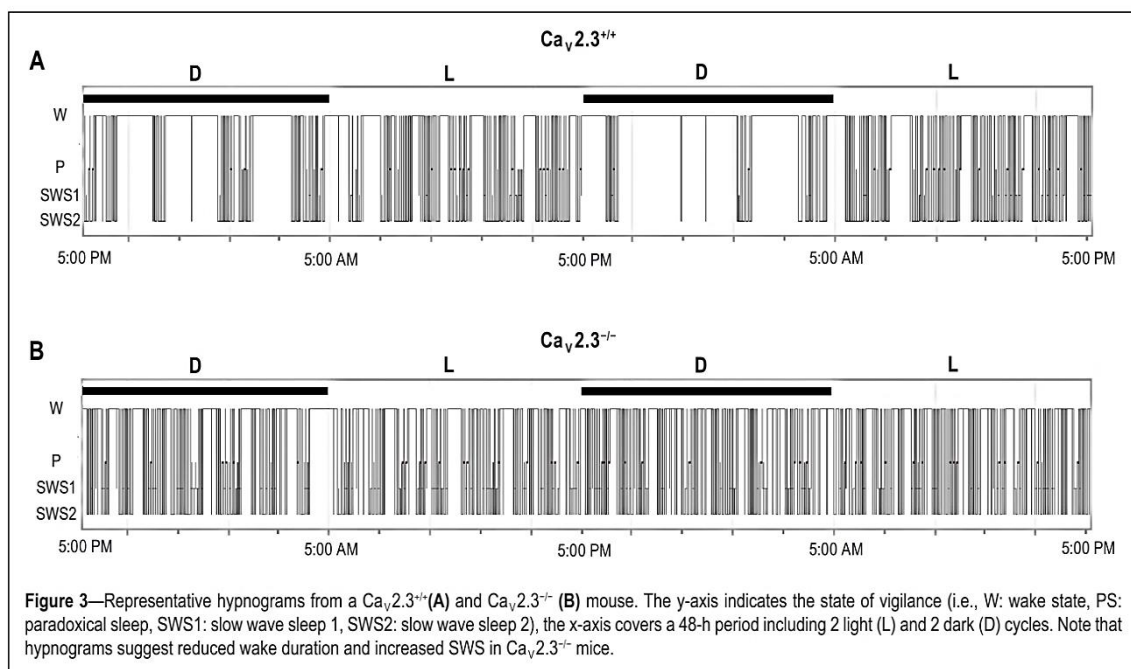 Caᵥ2.3⁺/⁺
A
D L D L
W
P
SWS1
SWS2
5:00 PM 5:00 AM 5:00 PM 5:00 AM 5:00 PM
Caᵥ2.3⁻/⁻
B
D L D L
W
P
SWS1
SWS2
5:00 PM 5:00 AM 5:00 PM 5:00 AM 5:00 PM
Figure 3—Representative hypnograms from a Caᵥ2.3⁺/⁺(A) and Caᵥ2.3⁻/⁻ (B) mouse. The y-axis indicates the state of vigilance (i.e., W: wake state, PS:
paradoxical sleep, SWS1: slow wave sleep 1, SWS2: slow wave sleep 2), the x-axis covers a 48-h period including 2 light (L) and 2 dark (D) cycles. Note that
hypnograms suggest reduced wake duration and increased SWS in Caᵥ2.3⁻/⁻ mice.